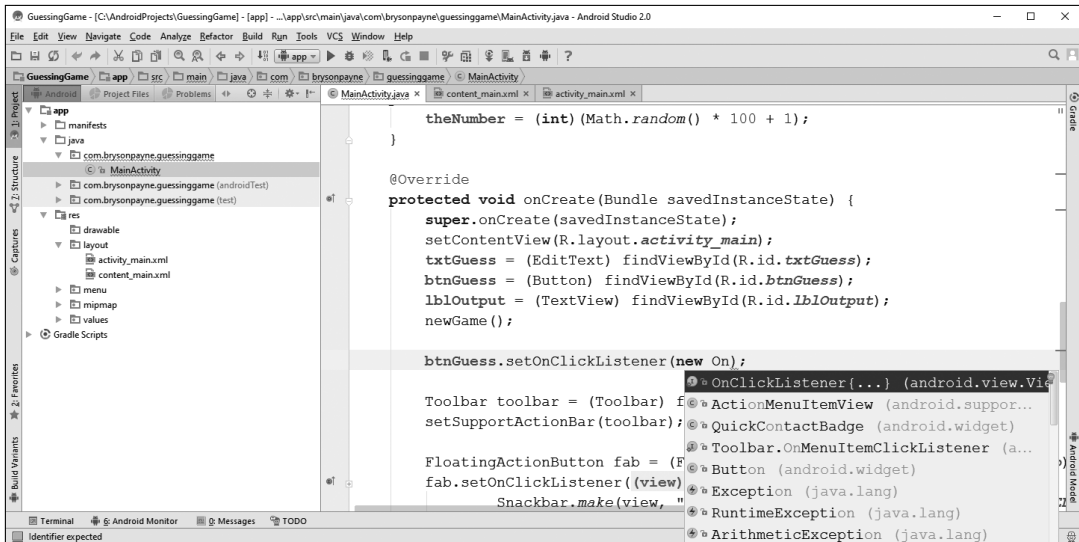 GuessingGame - [C:\AndroidProjects\GuessingGame] - [app] - ...\app\src\main\java\com\brysonpayne\guessinggame\MainActivity.java - Android Studio 2.0
File Edit View Navigate Code Analyze Refactor Build Run Tools VCS Window Help
app
GuessingGame app src main java com brysonpayne guessinggame MainActivity
Android Project Files Problems
MainActivity.java content_main.xml activity_main.xml
1: Project
Z: Structure
Captures
2: Favorites
Build Variants
app
manifests
java
com.brysonpayne.guessinggame
MainActivity
com.brysonpayne.guessinggame (androidTest)
com.brysonpayne.guessinggame (test)
res
drawable
layout
activity_main.xml
content_main.xml
menu
mipmap
values
Gradle Scripts
theNumber = (int)(Math.random() * 100 + 1);
}
@Override
protected void onCreate(Bundle savedInstanceState) {
super.onCreate(savedInstanceState);
setContentView(R.layout.activity_main);
txtGuess = (EditText) findViewById(R.id.txtGuess);
btnGuess = (Button) findViewById(R.id.btnGuess);
lblOutput = (TextView) findViewById(R.id.lblOutput);
newGame();
btnGuess.setOnClickListener(new On);
Toolbar toolbar = (Toolbar) f
setSupportActionBar(toolbar);
FloatingActionButton fab = (F
fab.setOnClickListener((view)
Snackbar.make(view, "
OnClickListener{...} (android.view.Vie
ActionMenuItemView (android.suppor...
QuickContactBadge (android.widget)
Toolbar.OnMenuItemClickListener (a...
Button (android.widget)
Exception (java.lang)
RuntimeException (java.lang)
ArithmeticException (java.lang)
Gradle
Android Model
Terminal 6: Android Monitor 0: Messages TODO
Identifier expected